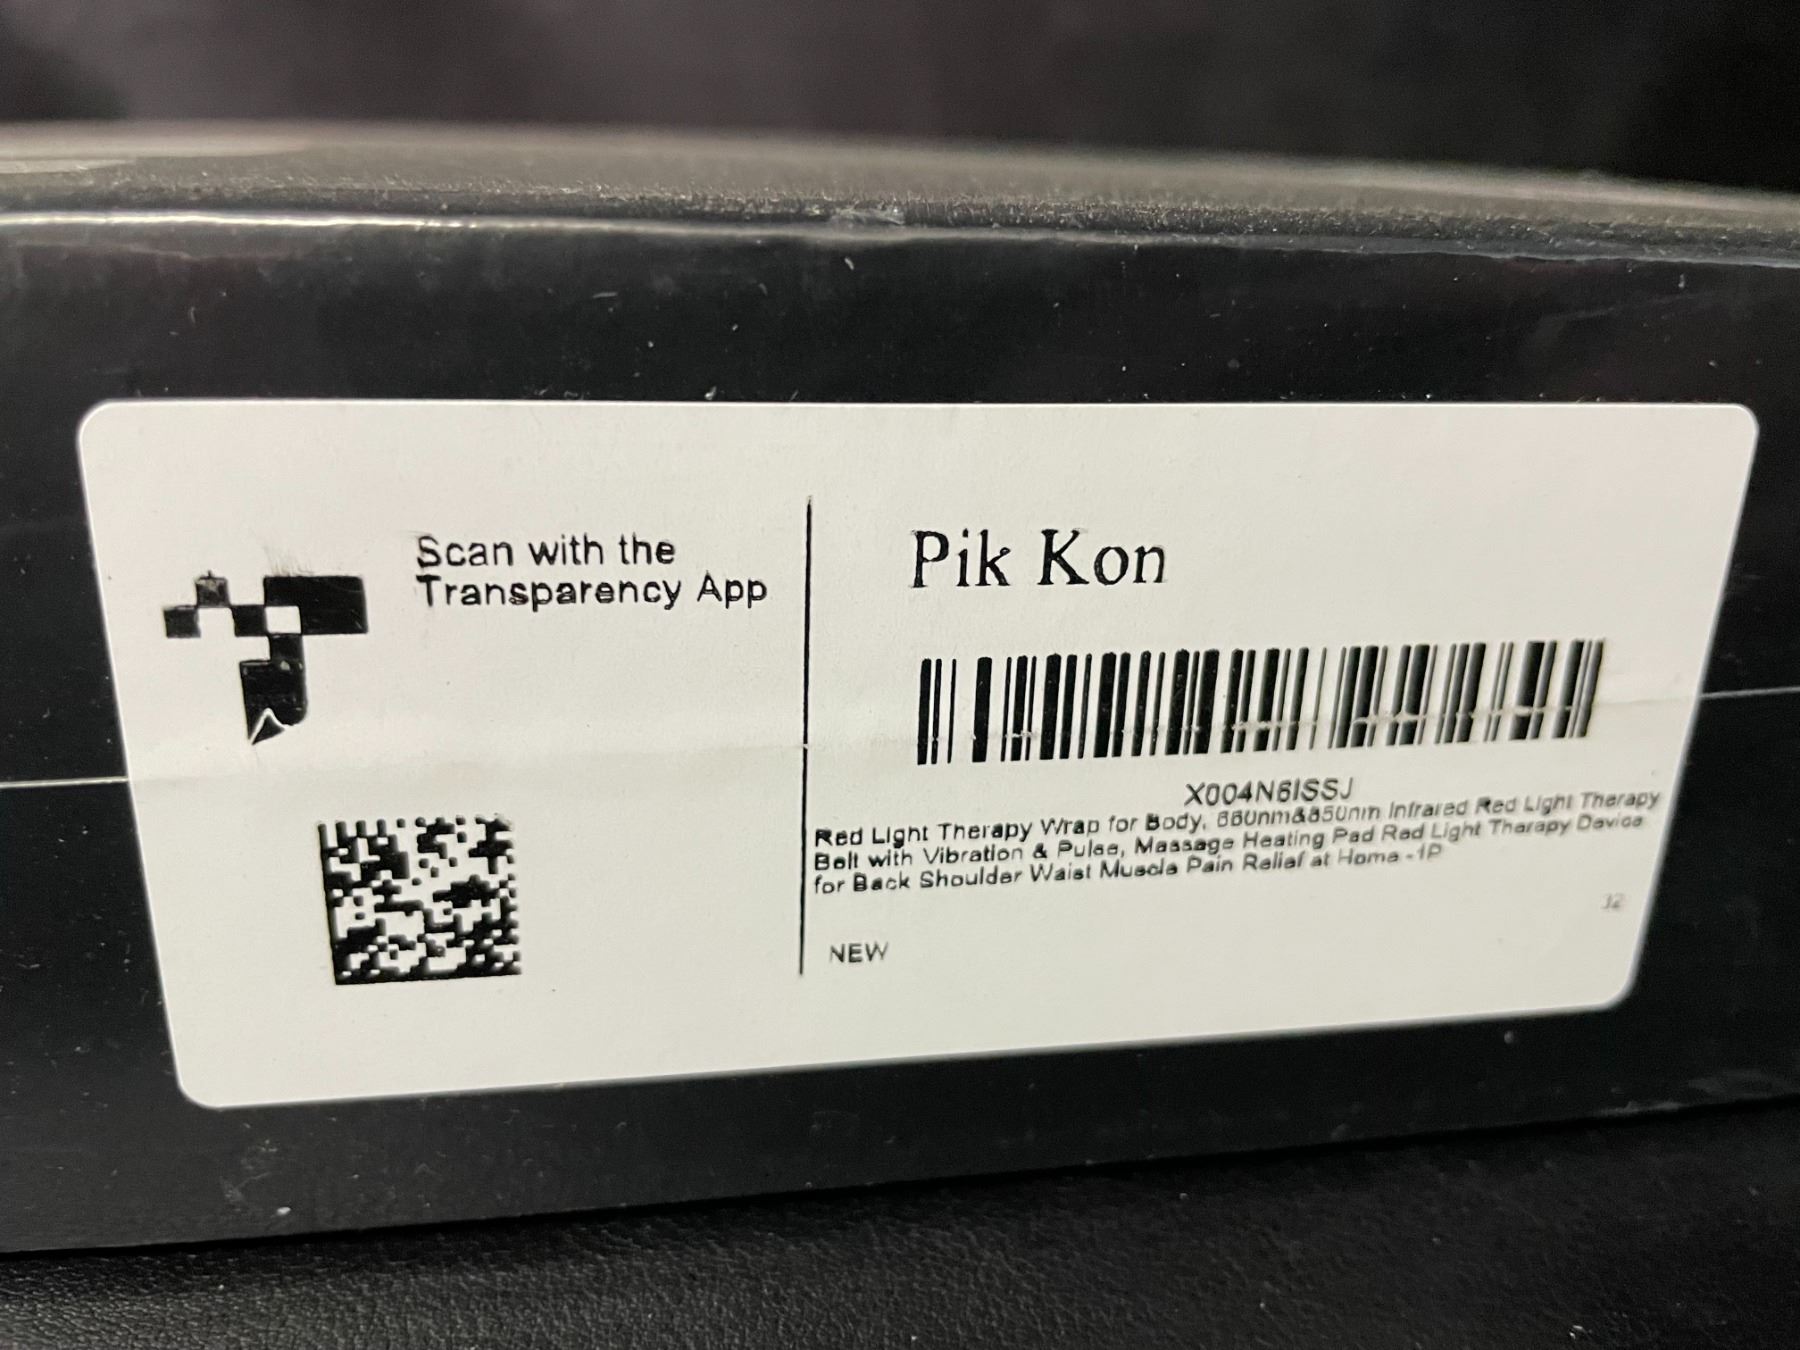 Scan with the
Transparency App
Pik Kon
X004N6ISSJ
Red Light Therapy Wrap for Body, 660nm&850nm Infrared Red Light Therapy
Belt with Vibration & Pulse, Massage Heating Pad Red Light Therapy Device
for Back Shoulder Waist Muscle Pain Relief at Home -1P
NEW